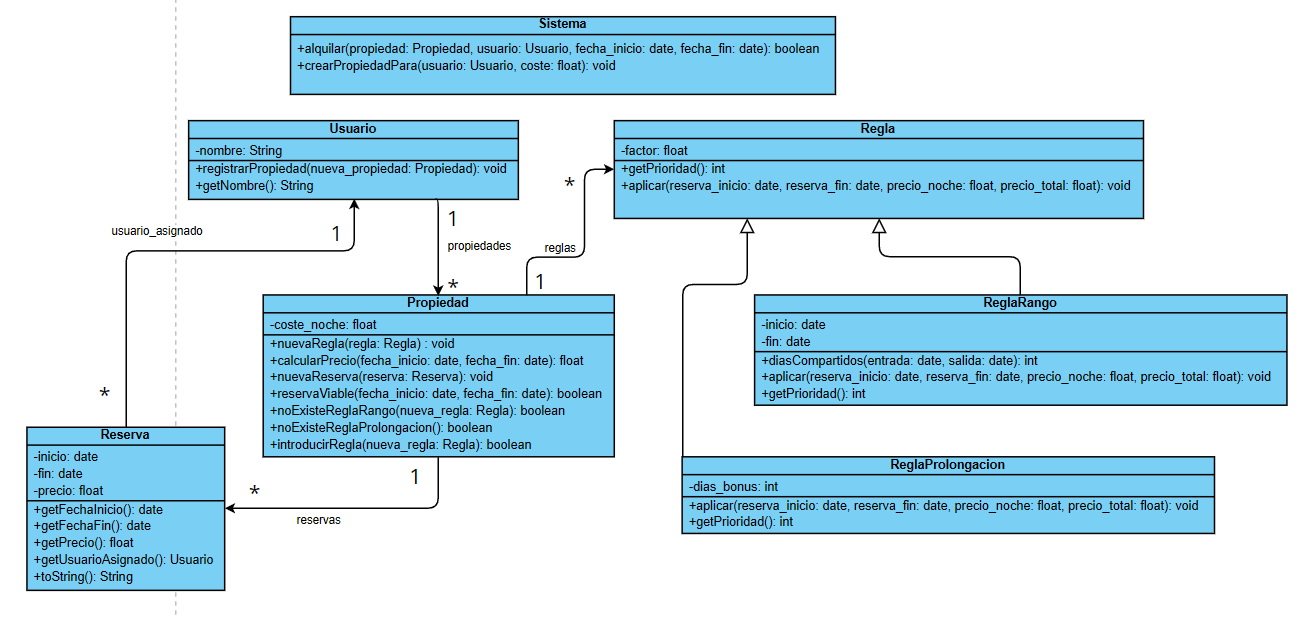 Sistema
+alquilar(propiedad: Propiedad, usuario: Usuario, fecha_inicio: date, fecha_fin: date): boolean
+crearPropiedadPara(usuario: Usuario, coste: float): void
Usuario
-nombre: String
+registrarPropiedad(nueva_propiedad: Propiedad): void
+getNombre(): String
Regla
-factor: float
+getPrioridad(): int
+aplicar(reserva_inicio: date, reserva_fin: date, precio_noche: float, precio_total: float): void
*
usuario_asignado
1
1
propiedades
*
reglas
1
Propiedad
-coste_noche: float
+nuevaRegla(regla: Regla) : void
+calcularPrecio(fecha_inicio: date, fecha_fin: date): float
+nuevaReserva(reserva: Reserva): void
+reservaViable(fecha_inicio: date, fecha_fin: date): boolean
+noExisteReglaRango(nueva_regla: Regla): boolean
+noExisteReglaProlongacion(): boolean
+introducirRegla(nueva_regla: Regla): boolean
ReglaRango
-inicio: date
-fin: date
+diasCompartidos(entrada: date, salida: date): int
+aplicar(reserva_inicio: date, reserva_fin: date, precio_noche: float, precio_total: float): void
+getPrioridad(): int
*
Reserva
-inicio: date
-fin: date
-precio: float
+getFechaInicio(): date
+getFechaFin(): date
+getPrecio(): float
+getUsuarioAsignado(): Usuario
+toString(): String
1
*
reservas
ReglaProlongacion
-dias_bonus: int
+aplicar(reserva_inicio: date, reserva_fin: date, precio_noche: float, precio_total: float): void
+getPrioridad(): int